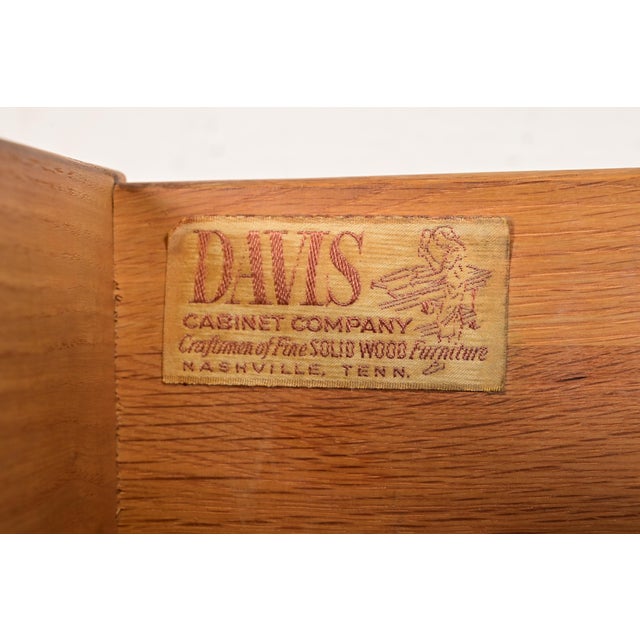 DAVIS
CABINET COMPANY
Craftsmen of Fine SOLID WOOD Furniture
NASHVILLE, TENN.